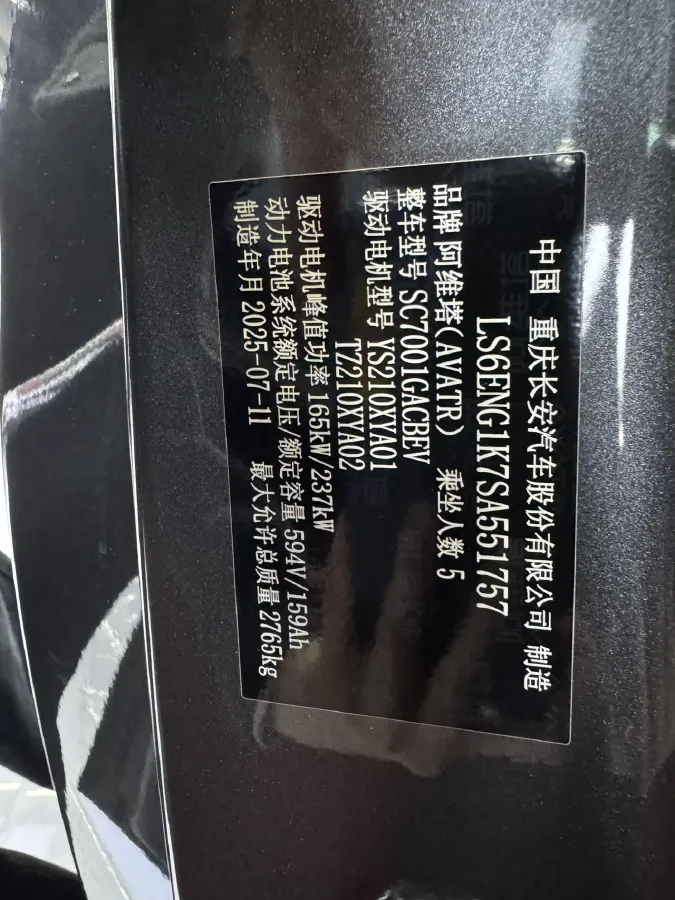 中国 重庆长安汽车股份有限公司 制造
LS6ENG1K7SA551757
品牌 阿维塔(AVATR) 乘坐人数 5
整车型号 SC7001GACBEV
驱动电机型号 YS210XYA01
TZ210XYA02
驱动电机峰值功率 165kW/237kW
动力电池系统额定电压/额定容量 594V/159Ah
制造年月 2025-07-11 最大允许总质量 2765kg